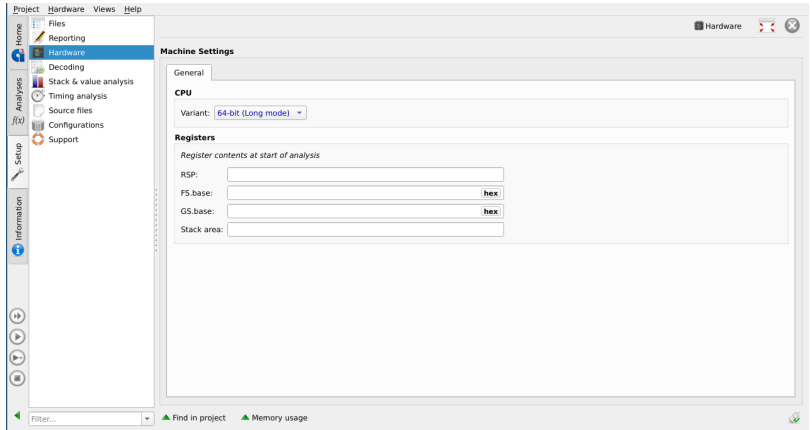 Project Hardware Views Help
Home
Analyses
f(x)
Setup
Information
Files
Reporting
Hardware
Decoding
Stack & value analysis
Timing analysis
Source files
Configurations
Support
Filter...
Hardware
Machine Settings
General
CPU
Variant: 64-bit (Long mode)
Registers
Register contents at start of analysis
RSP:
FS.base: hex
GS.base: hex
Stack area:
Find in project Memory usage